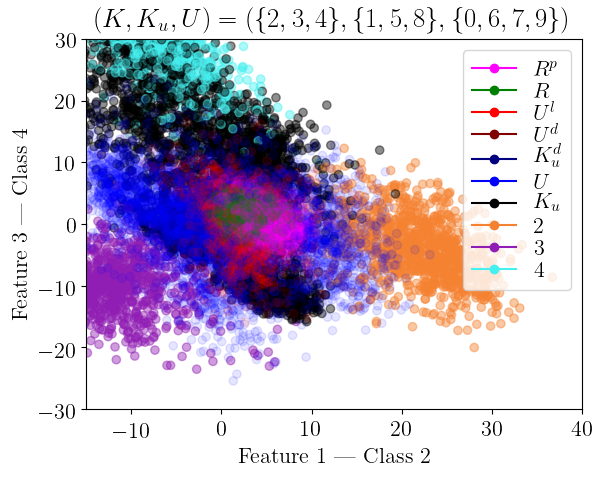 (K, K_u, U) = ({2, 3, 4}, {1, 5, 8}, {0, 6, 7, 9})
30
20
10
0
−10
−20
−30
Feature 3 — Class 4
R^p
R
U^l
U^d
K_u^d
U
K_u
2
3
4
−10
0
10
20
30
40
Feature 1 — Class 2